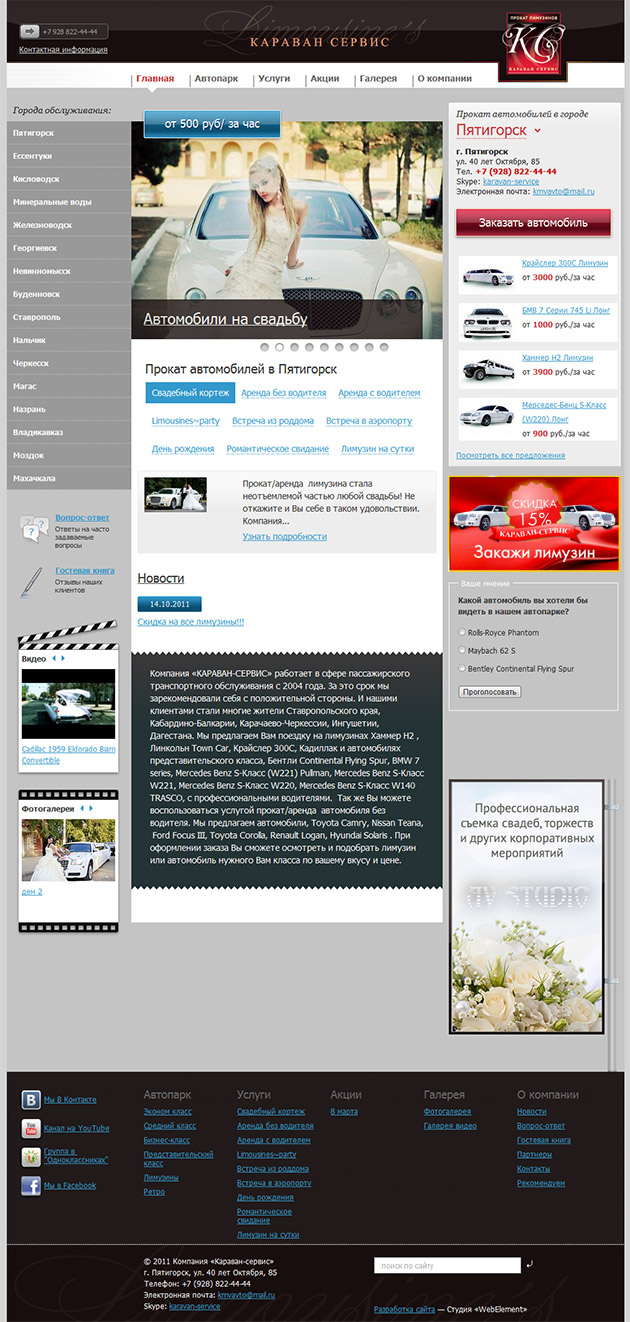 +7 928 822-44-44
Контактная информация
Limousine's
КАРАВАН СЕРВИС
ПРОКАТ ЛИМУЗИНОВ
КС
КАРАВАН СЕРВИС
Главная
Автопарк
Услуги
Акции
Галерея
О компании
Города обслуживания:
Пятигорск
Ессентуки
Кисловодск
Минеральные воды
Железноводск
Георгиевск
Невинномысск
Буденновск
Ставрополь
Нальчик
Черкесск
Магас
Назрань
Владикавказ
Моздок
Махачкала
Вопрос-ответ
Ответы на часто
задаваемые
вопросы
Гостевая книга
Отзывы наших
клиентов
Видео
Cadillac 1959 Eldorado Biarri
Convertible
Фотогалереи
дом 2
от 500 руб/ за час
Автомобили на свадьбу
Прокат автомобилей в Пятигорск
Свадебный кортеж
Аренда без водителя
Аренда с водителем
Limousines~party
Встреча из роддома
Встреча в аэропорту
День рождения
Романтическое свидание
Лимузин на сутки
Прокат/аренда лимузина стала
неотъемлемой частью любой свадьбы! Не
откажите и Вы себе в таком удовольствии.
Компания...
Узнать подробности
Новости
14.10.2011
Скидка на все лимузины!!!
Компания «КАРАВАН-СЕРВИС» работает в сфере пассажирского
транспортного обслуживания с 2004 года. За это срок мы
зарекомендовали себя с положительной стороны. И нашими
клиентами стали многие жители Ставропольского края,
Кабардино-Балкарии, Карачаево-Черкессии, Ингушетии,
Дагестана. Мы предлагаем Вам поездку на лимузинах Хаммер Н2 ,
Линкольн Town Car, Крайслер 300С, Кадиллак и автомобилях
представительского класса, Бентли Continental Flying Spur, BMW 7
series, Mercedes Benz S-Класс (W221) Pullman, Mercedes Benz S-Класс
W221, Mercedes Benz S-Класс W220, Mercedes Benz S-Класс W140
TRASCO, с профессиональными водителями. Так же Вы можете
воспользоваться услугой прокат/аренда автомобиля без
водителя. Мы предлагаем автомобили, Toyota Camry, Nissan Teana,
Ford Focus III, Toyota Corolla, Renault Logan, Hyundai Solaris . При
оформлении заказа Вы сможете осмотреть и подобрать лимузин
или автомобиль нужного Вам класса по вашему вкусу и цене.
Прокат автомобилей в городе
Пятигорск
г. Пятигорск
ул. 40 лет Октября, 85
Тел. +7 (928) 822-44-44
Skype: karavan-service
Электронная почта: kmvavto@mail.ru
Заказать автомобиль
Крайслер 300С Лимузин
от 3000 руб./за час
БМВ 7 Серии 745 Li Лонг
от 1000 руб./за час
Хаммер Н2 Лимузин
от 3900 руб./за час
Мерседес-Бенц S-Класс
(W220) Лонг
от 900 руб./за час
Посмотреть все предложения
СКИДКА
15%
КАРАВАН-СЕРВИС
Закажи лимузин
Ваше мнение
Какой автомобиль вы хотели бы
видеть в нашем автопарке?
Rolls-Royce Phantom
Maybach 62 S
Bentley Continental Flying Spur
Проголосовать
Профессиональная
съемка свадеб, торжеств
и других корпоративных
мероприятий
AV STUDIO
Мы В Контакте
Канал на YouTube
Группа в
"Одноклассниках"
Мы в Facebook
Автопарк
Эконом класс
Средний класс
Бизнес-класс
Представительский
класс
Лимузины
Ретро
Услуги
Свадебный кортеж
Аренда без водителя
Аренда с водителем
Limousines~party
Встреча из роддома
Встреча в аэропорту
День рождения
Романтическое
свидание
Лимузин на сутки
Акции
8 марта
Галерея
Фотогалерея
Галерея видео
О компании
Новости
Вопрос-ответ
Гостевая книга
Партнеры
Контакты
Рекомендуем
© 2011 Компания «Караван-сервис»
г. Пятигорск, ул. 40 лет Октября, 85
Телефон: +7 (928) 822-44-44
Электронная почта: kmvavto@mail.ru
Skype: karavan-service
поиск по сайту
Разработка сайта — Студия «WebElement»